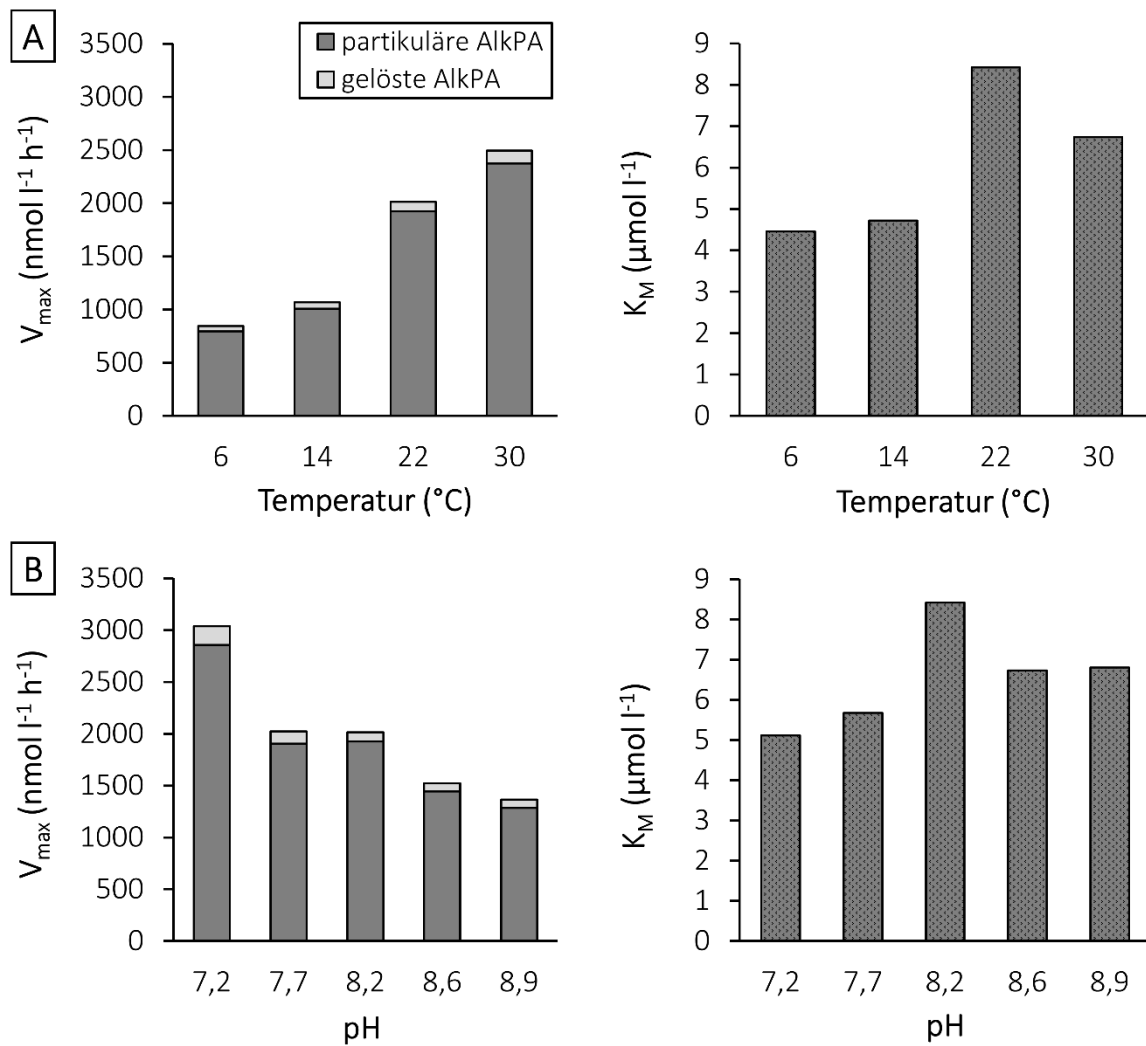 A
3500
3000
2500
2000
1500
1000
500
0
V_max (nmol l⁻¹ h⁻¹)
partikuläre AlkPA
gelöste AlkPA
6 14 22 30
Temperatur (°C)
9
8
7
6
5
4
3
2
1
0
K_M (µmol l⁻¹)
6 14 22 30
Temperatur (°C)
B
3500
3000
2500
2000
1500
1000
500
0
V_max (nmol l⁻¹ h⁻¹)
7,2 7,7 8,2 8,6 8,9
pH
9
8
7
6
5
4
3
2
1
0
K_M (µmol l⁻¹)
7,2 7,7 8,2 8,6 8,9
pH